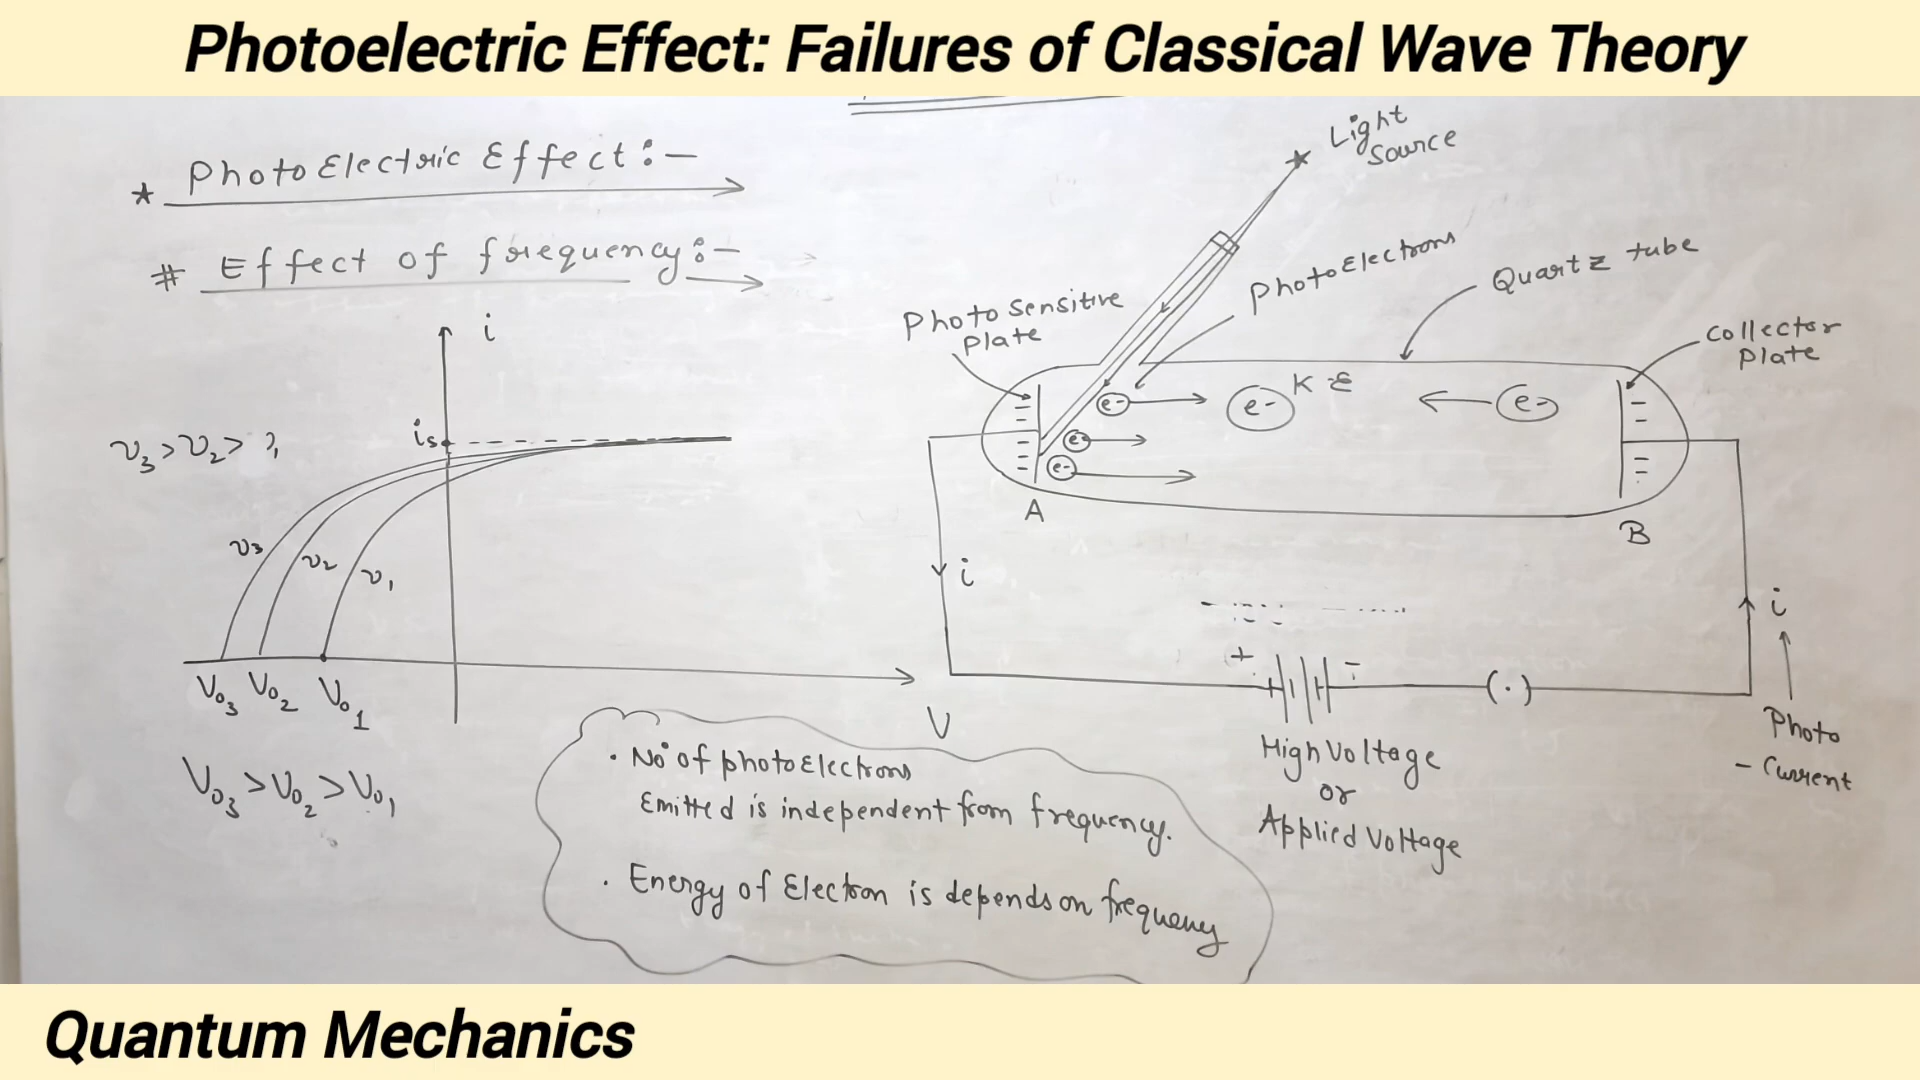 Photoelectric Effect: Failures of Classical Wave Theory
★ PhotoElectric Effect:-
# Effect of frequency:-
i
is
ν3 > ν2 >
ν3
ν2
ν1
V03 V02 V01
V
V03 > V02 > V01
· No of photoElectrons
Emitted is independent from frequency.
· Energy of Electron is depends on frequency
Light
Source
PhotoElectrons
Quartz tube
Photo Sensitive
Plate
Collector
Plate
K·E
e- e- e-
e-
e-
A
B
i
i
+ -
High Voltage
or
Applied Voltage
Photo
- Current
Quantum Mechanics